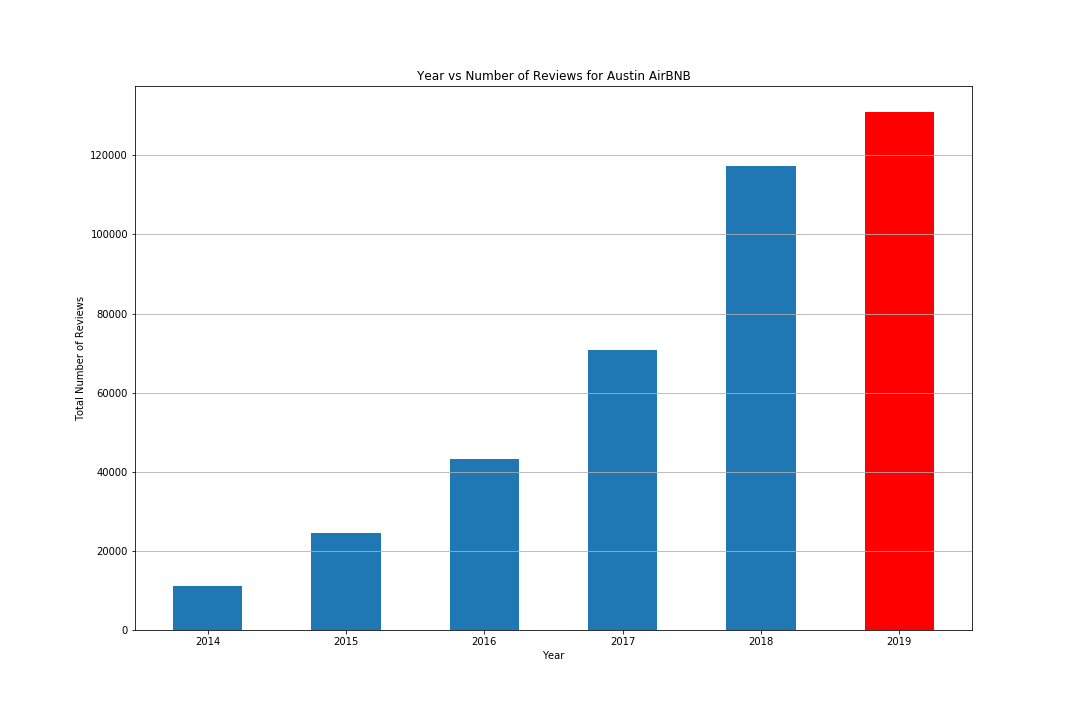 Year vs Number of Reviews for Austin AirBNB
Total Number of Reviews
120000
100000
80000
60000
40000
20000
0
2014 2015 2016 2017 2018 2019
Year